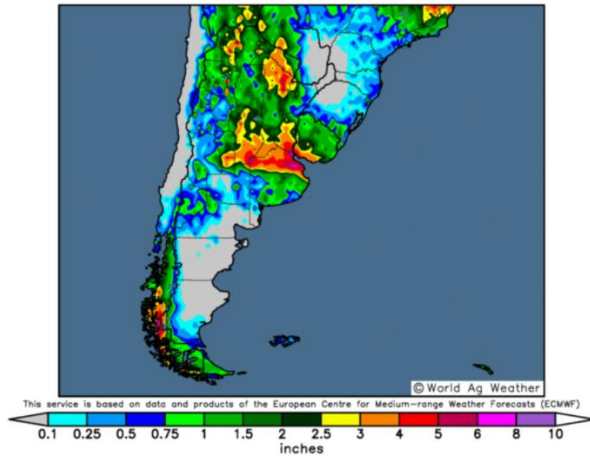 © World Ag Weather
This service is based on data and products of the European Centre for Medium-range Weather Forecasts (ECMWF)
0.1 0.25 0.5 0.75 1 1.5 2 2.5 3 4 5 6 8 10
inches